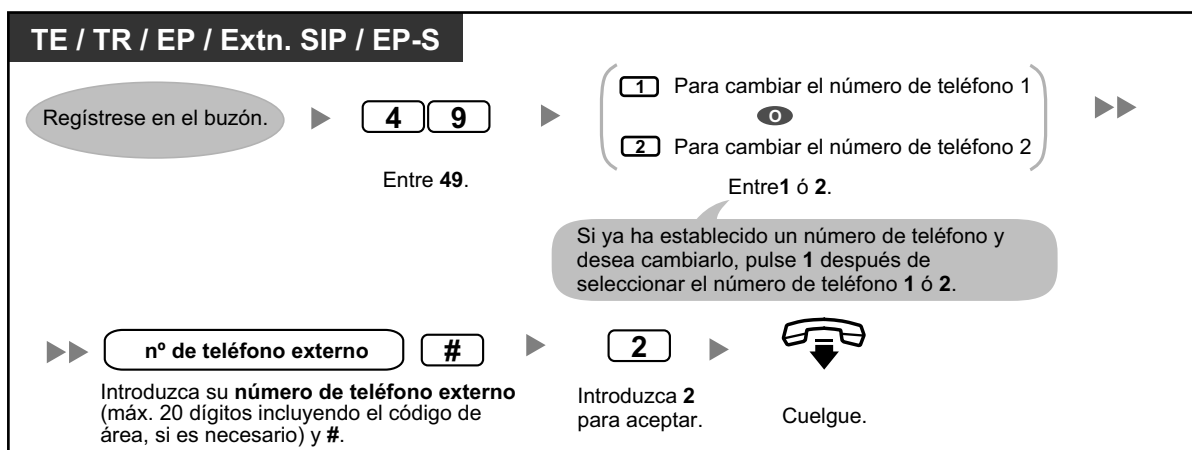 TE / TR / EP / Extn. SIP / EP-S
Regístrese en el buzón.
4 9
Entre 49.
1 Para cambiar el número de teléfono 1
O
2 Para cambiar el número de teléfono 2
Entre1 ó 2.
Si ya ha establecido un número de teléfono y
desea cambiarlo, pulse 1 después de
seleccionar el número de teléfono 1 ó 2.
nº de teléfono externo #
Introduzca su número de teléfono externo
(máx. 20 dígitos incluyendo el código de
área, si es necesario) y #.
2
Introduzca 2
para aceptar.
Cuelgue.